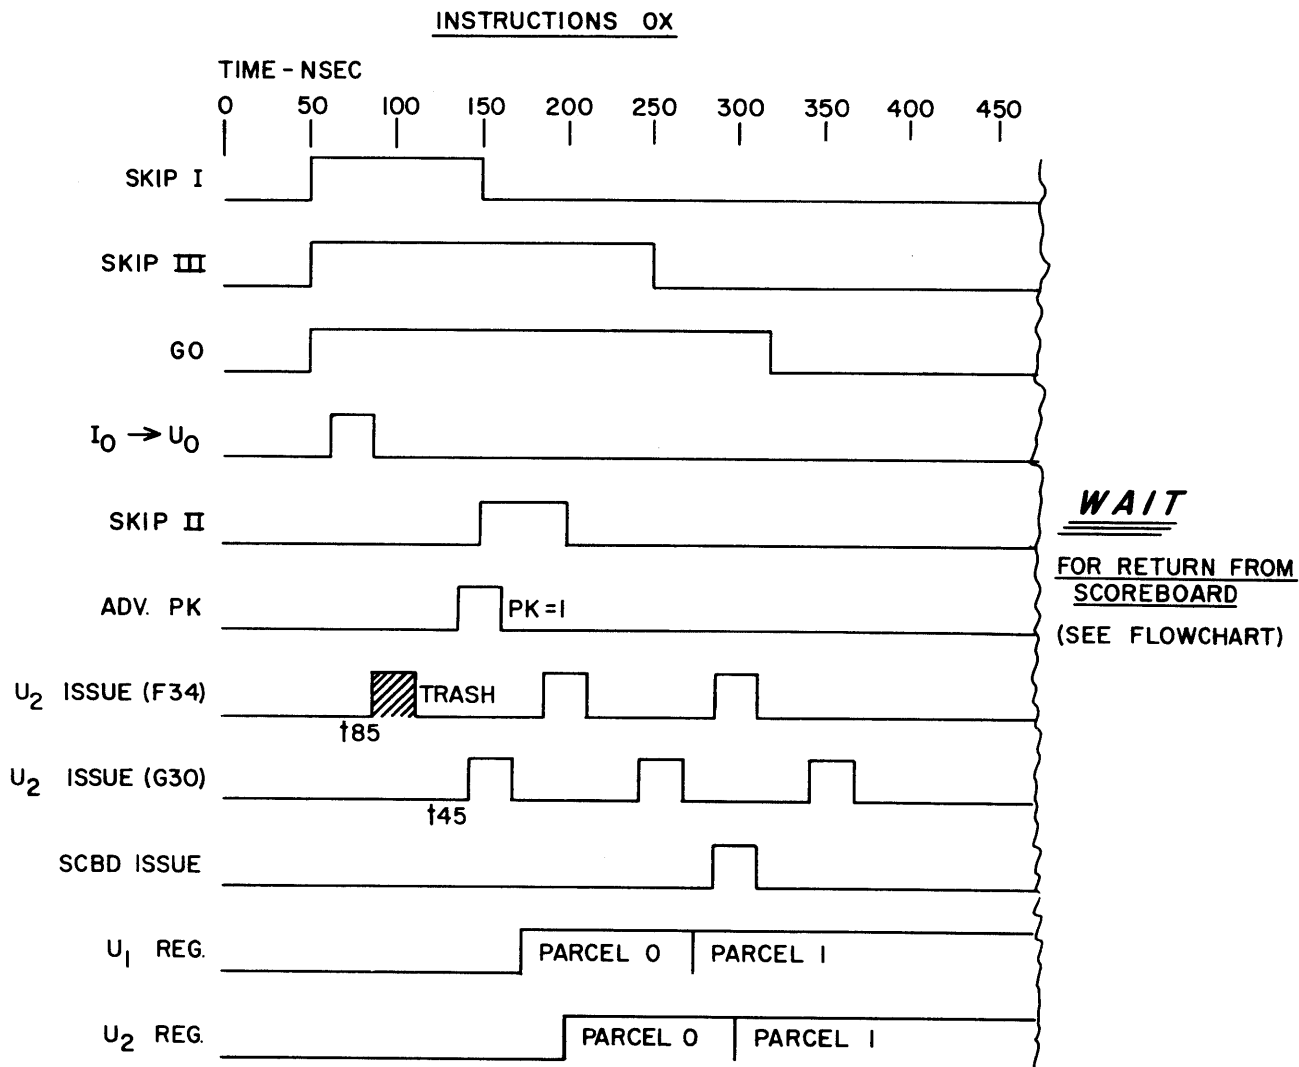 INSTRUCTIONS OX
TIME - NSEC
0 50 100 150 200 250 300 350 400 450
SKIP I
SKIP III
GO
I0 → U0
SKIP II
ADV. PK
PK = 1
U2 ISSUE (F34)
TRASH
†85
U2 ISSUE (G30)
†45
SCBD ISSUE
U1 REG.
PARCEL 0 PARCEL 1
U2 REG.
PARCEL 0 PARCEL 1
WAIT
FOR RETURN FROM
SCOREBOARD
(SEE FLOWCHART)